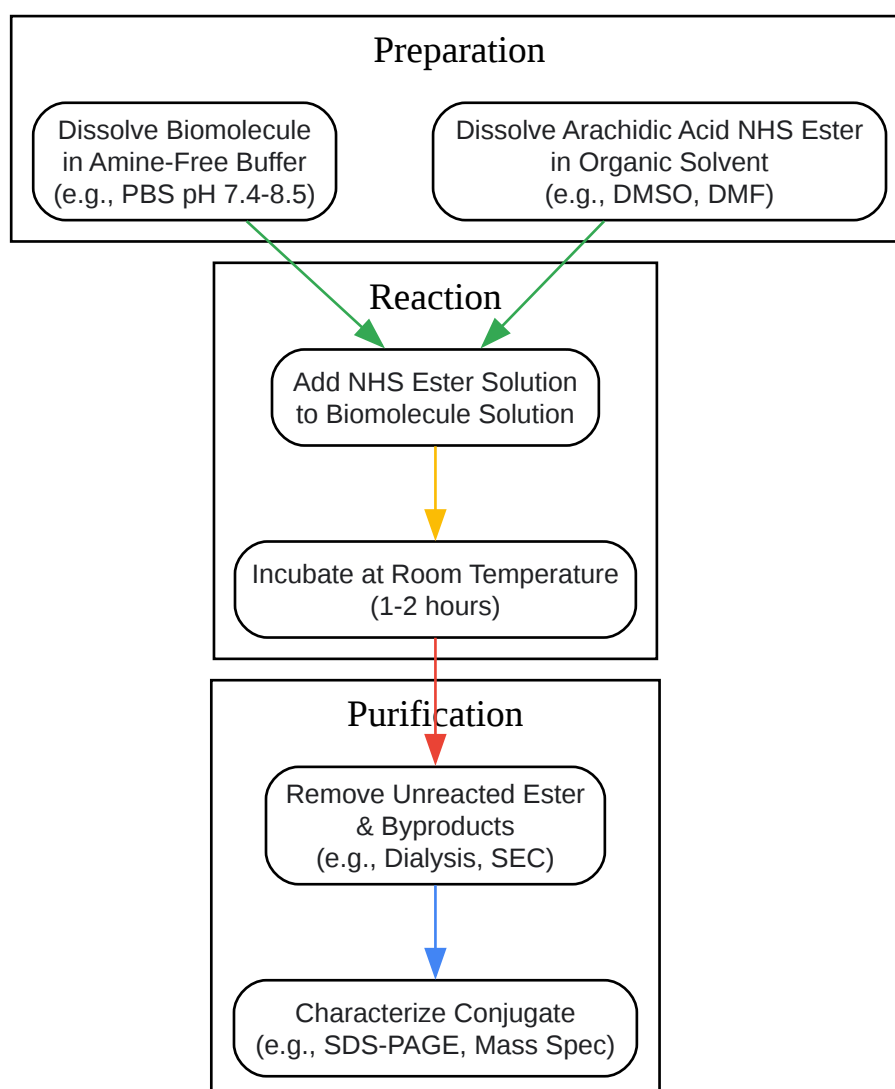 Preparation
Dissolve Biomolecule
in Amine-Free Buffer
(e.g., PBS pH 7.4-8.5)
Dissolve Arachidic Acid NHS Ester
in Organic Solvent
(e.g., DMSO, DMF)
Reaction
Add NHS Ester Solution
to Biomolecule Solution
Incubate at Room Temperature
(1-2 hours)
Purification
Remove Unreacted Ester
& Byproducts
(e.g., Dialysis, SEC)
Characterize Conjugate
(e.g., SDS-PAGE, Mass Spec)